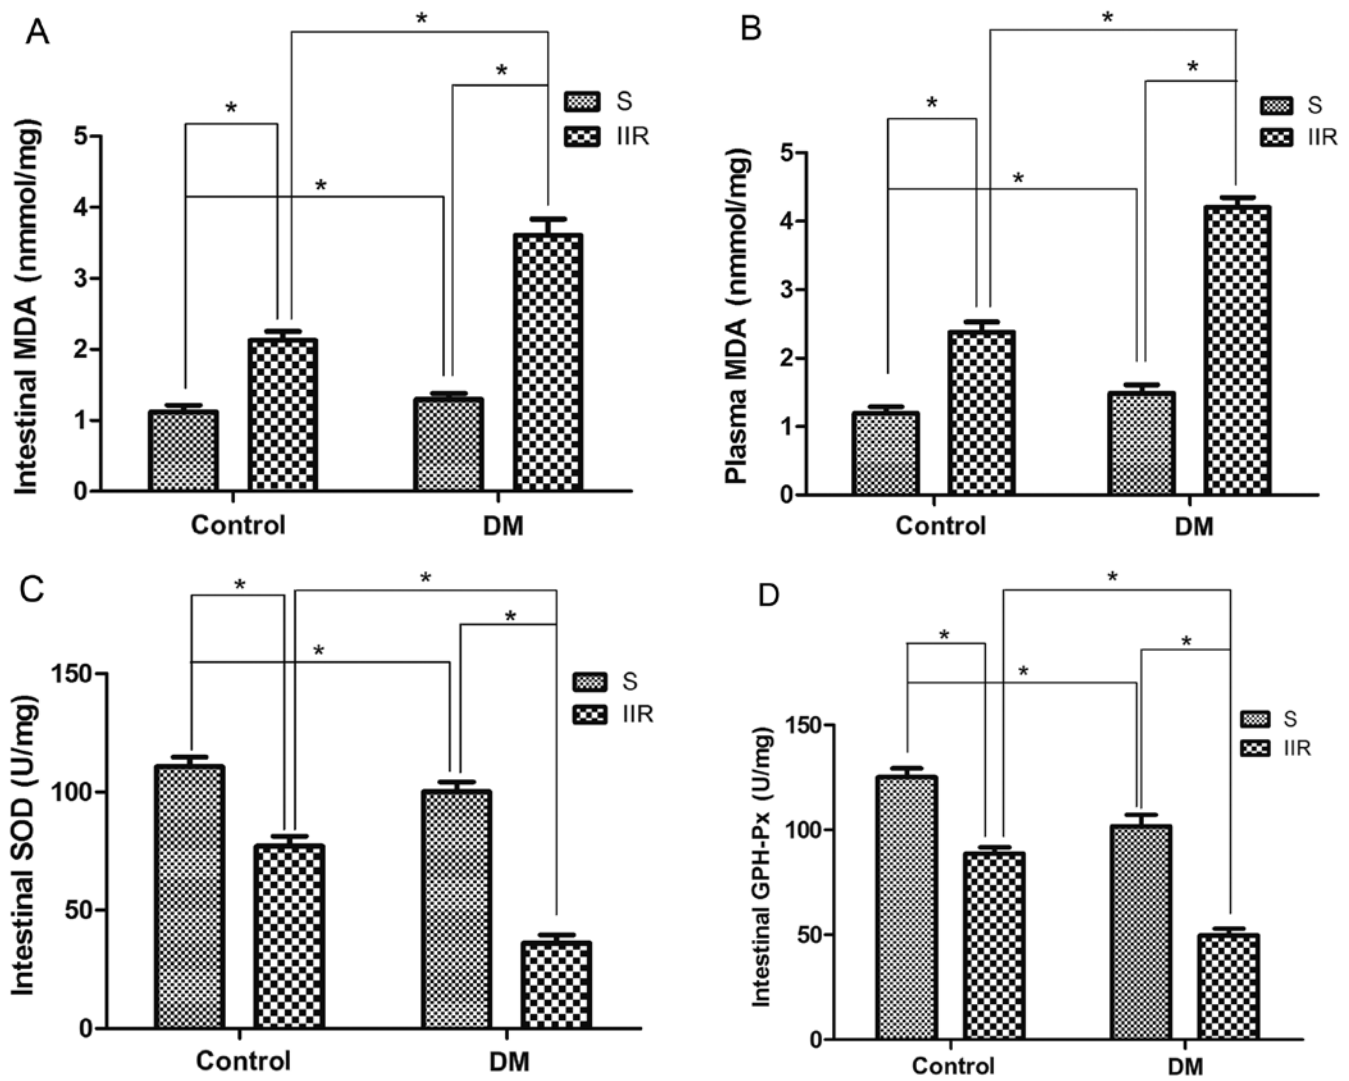 A
*
*
*
*
S
IIR
Intestinal MDA (nmmol/mg)
5
4
3
2
1
0
Control
DM
B
*
*
*
*
S
IIR
Plasma MDA (nmmol/mg)
5
4
3
2
1
0
Control
DM
C
*
*
*
*
S
IIR
Intestinal SOD (U/mg)
150
100
50
0
Control
DM
D
*
*
*
*
S
IIR
Intestinal GPH-Px (U/mg)
150
100
50
0
Control
DM